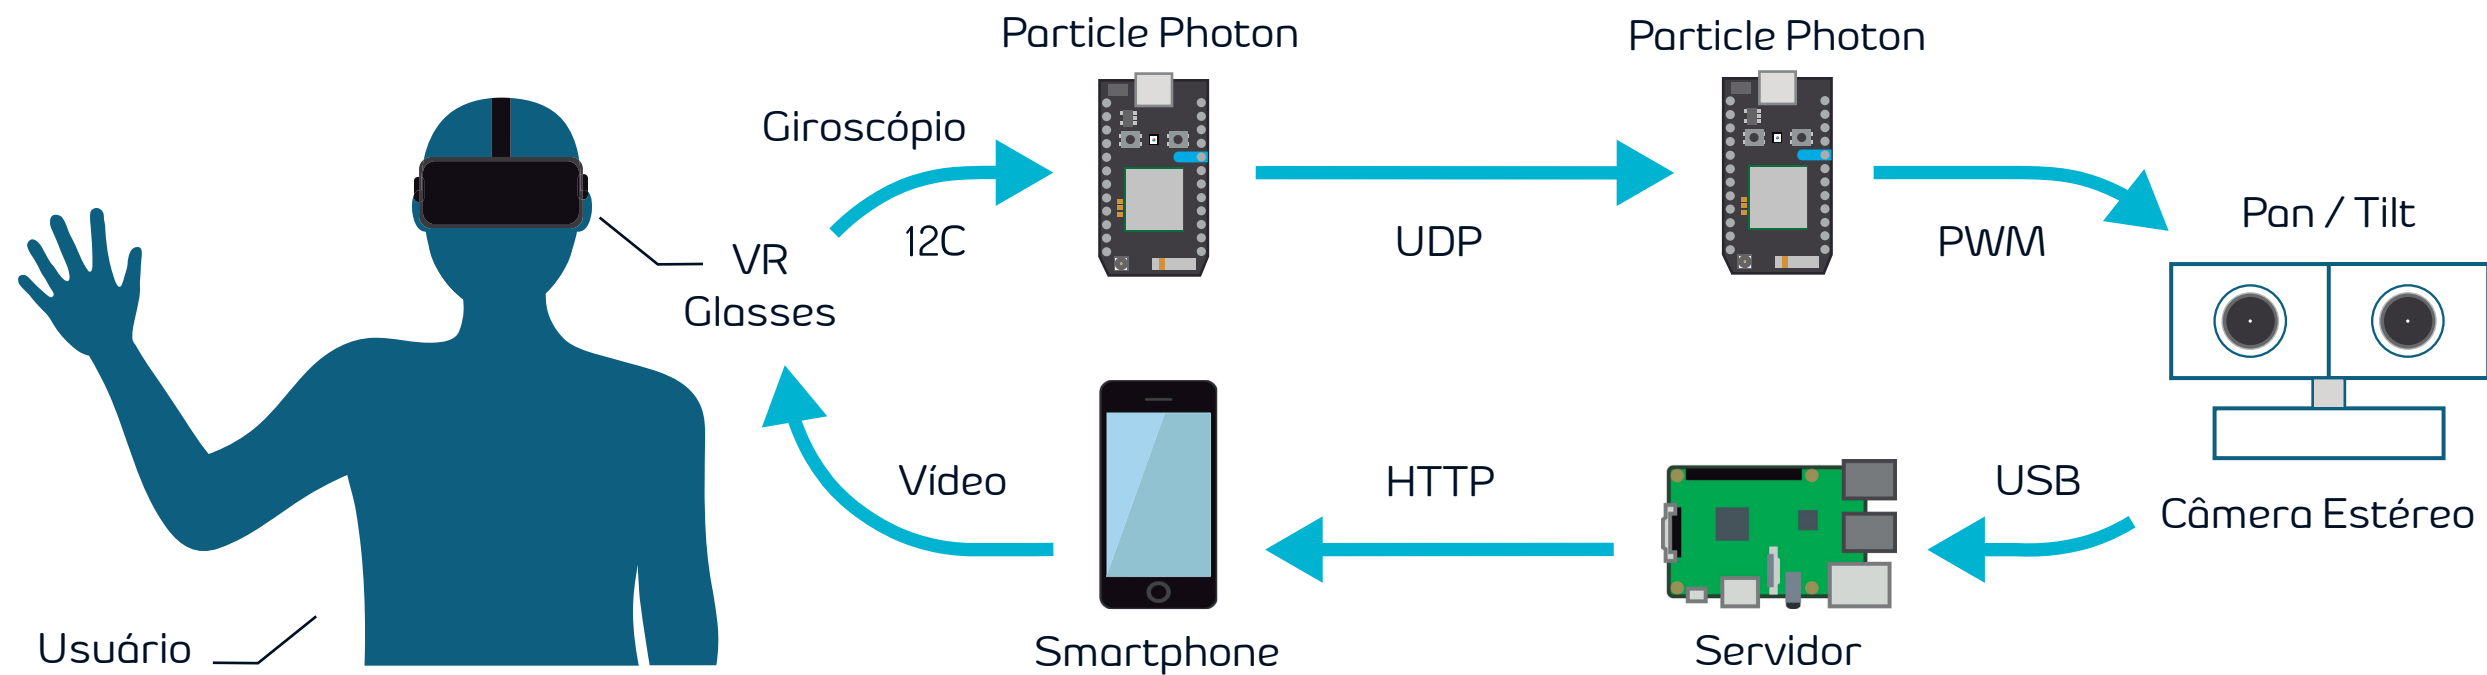 Particle Photon
Particle Photon
Giroscópio
12C
UDP
PWM
Pan / Tilt
VR
Glasses
Vídeo
HTTP
USB
Câmera Estéreo
Usuário
Smartphone
Servidor